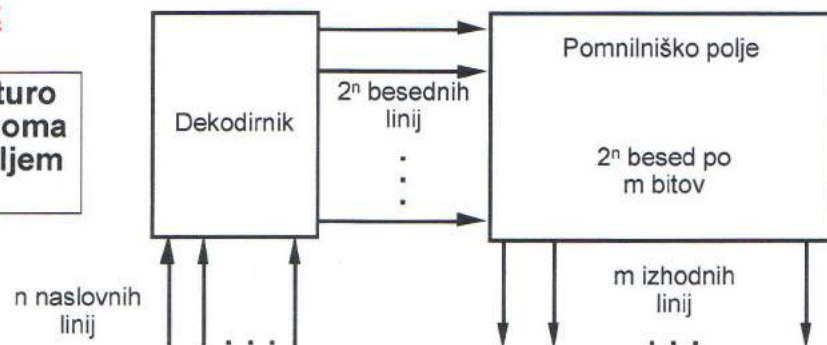 turo
oma
ljem
Dekodirnik
2ⁿ besednih
linij
Pomnilniško polje
2ⁿ besed po
m bitov
n naslovnih
linij
m izhodnih
linij